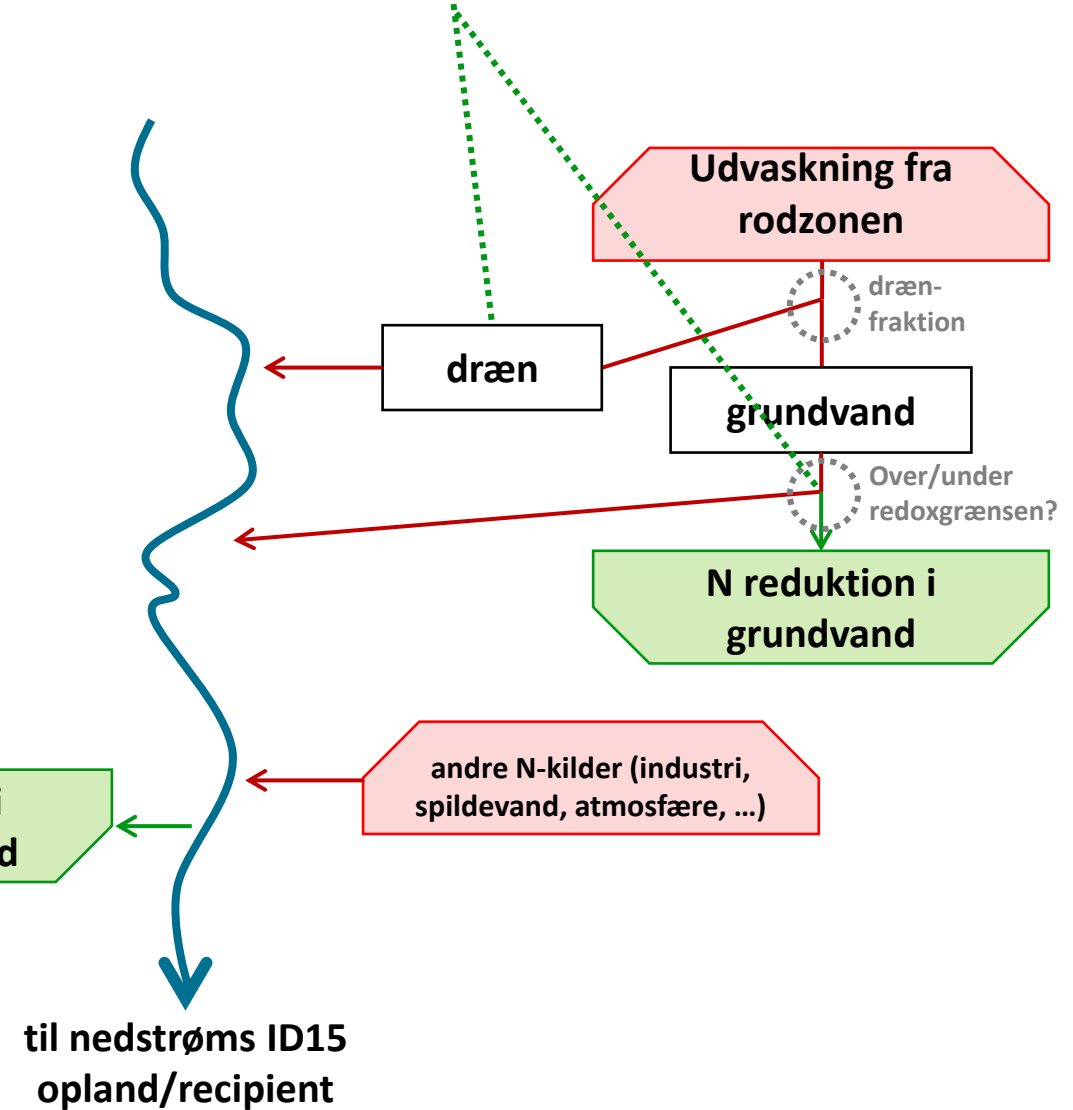 Udvaskning fra
rodzonen
dræn-
fraktion
dræn
grundvand
Over/under
redoxgrænsen?
N reduktion i
grundvand
andre N-kilder (industri,
spildevand, atmosfære, ...)
i
d
til nedstrøms ID15
opland/recipient